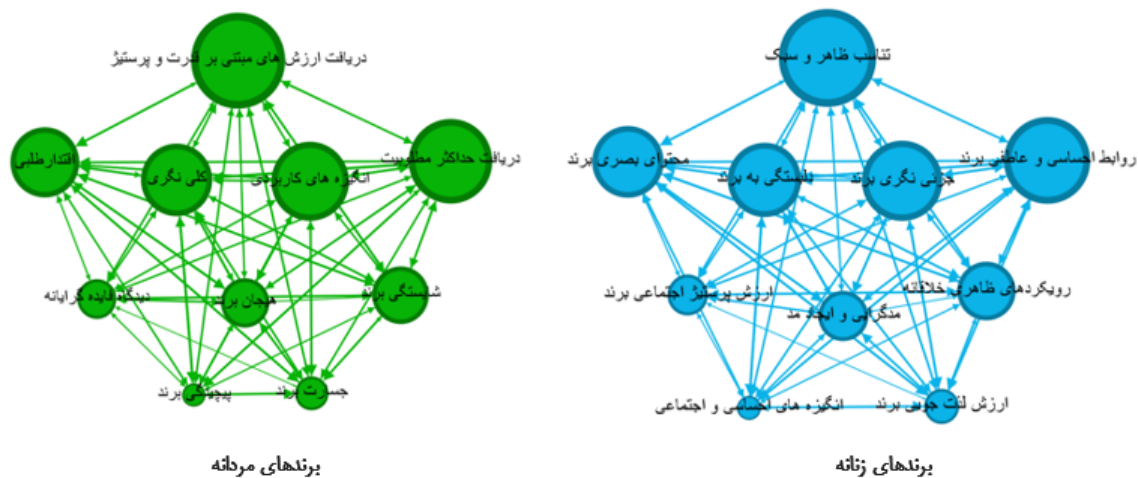 دریافت ارزش های مبتنی بر قدرت و پرستیژ
اقتدارطلبی
کلی نگری
انگیزه های کاربردی
دریافت حداکثر مطلوبیت
دیدگاه فایده گرایانه
هیجان برند
شایستگی برند
پیچیدگی برند
جسارت برند
برندهای مردانه
تناسب ظاهر و سبک
محتوای بصری برند
دلبستگی به برند
جزئی نگری برند
روابط احساسی و عاطفی برند
ارزش پرستیژ اجتماعی برند
مدگرایی و ایجاد مد
رویکردهای ظاهری خلاقانه
انگیزه های احساسی و اجتماعی
ارزش لذت جویی برند
برندهای زنانه